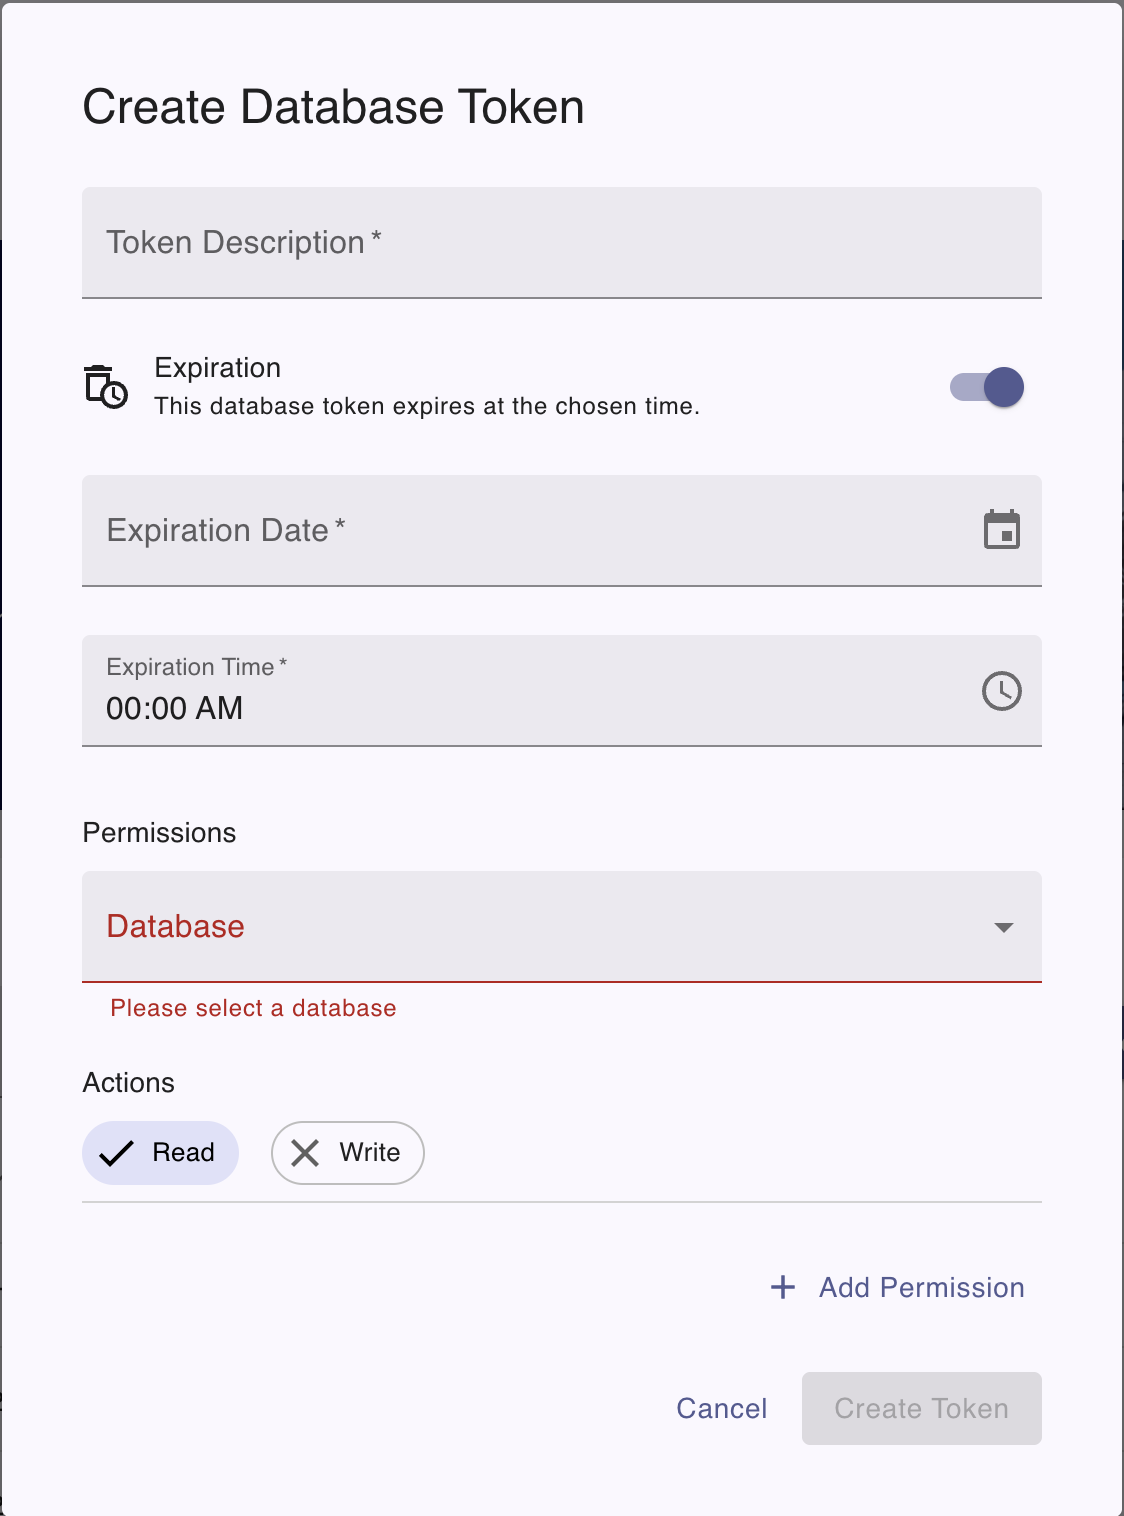 Create Database Token
Token Description *
Expiration
This database token expires at the chosen time.
Expiration Date *
Expiration Time *
00:00 AM
Permissions
Database
Please select a database
Actions
Read Write
Add Permission
Cancel Create Token